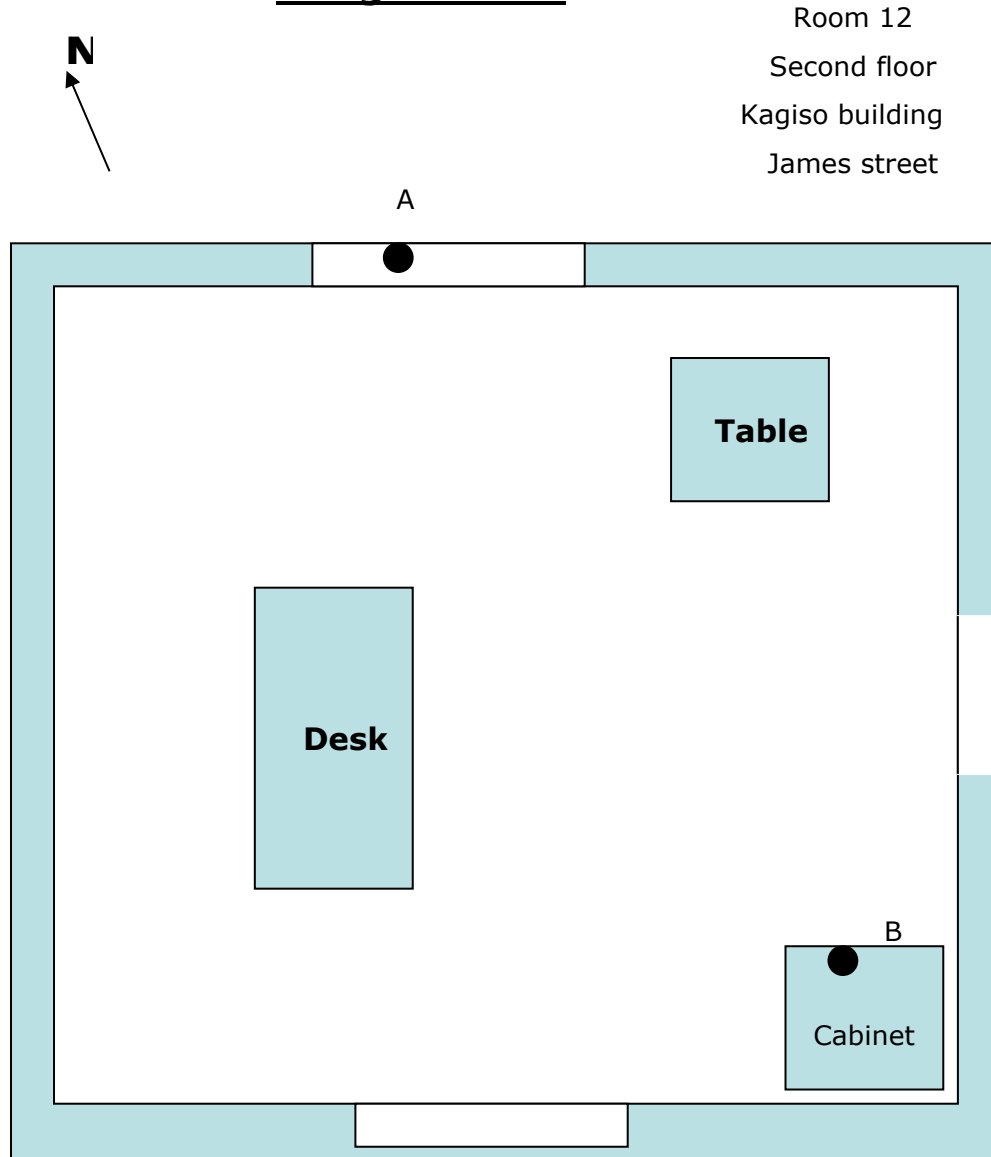 Room 12
N
Second floor
Kagiso building
James street
A
Table
Desk
B
Cabinet